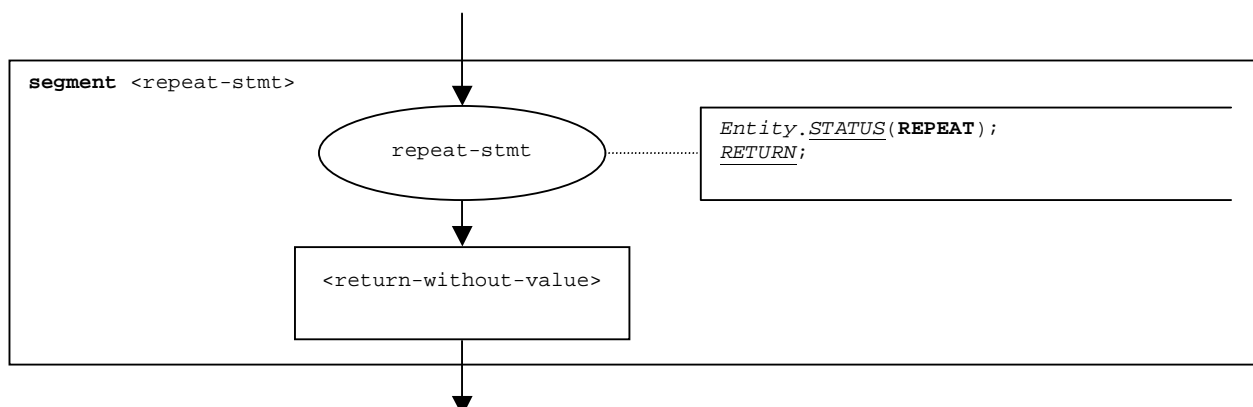 segment <repeat-stmt>
repeat-stmt
Entity.STATUS(REPEAT);
RETURN;
<return-without-value>